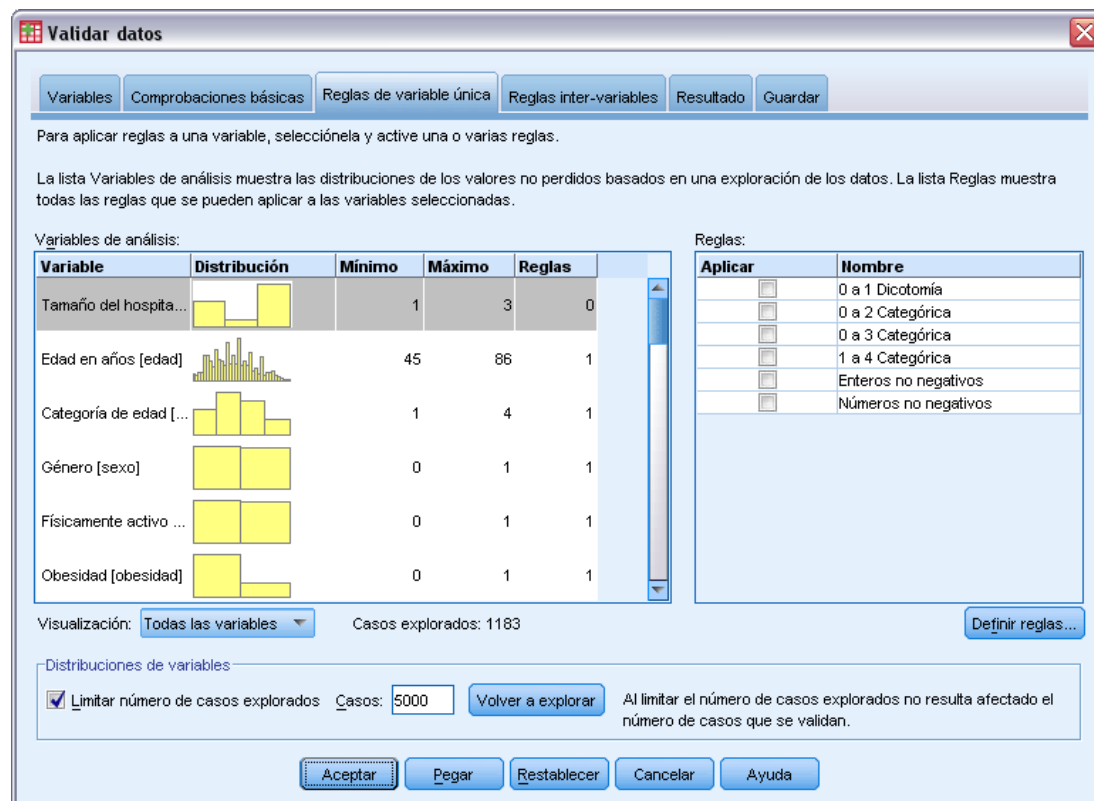 Validar datos
Variables Comprobaciones básicas Reglas de variable única Reglas inter-variables Resultado Guardar
Para aplicar reglas a una variable, selecciónela y active una o varias reglas.
La lista Variables de análisis muestra las distribuciones de los valores no perdidos basados en una exploración de los datos. La lista Reglas muestra
todas las reglas que se pueden aplicar a las variables seleccionadas.
Variables de análisis:
Variable Distribución Mínimo Máximo Reglas
Tamaño del hospita... 1 3 0
Edad en años [edad] 45 86 1
Categoría de edad [... 1 4 1
Género [sexo] 0 1 1
Físicamente activo ... 0 1 1
Obesidad [obesidad] 0 1 1
Reglas:
Aplicar Nombre
0 a 1 Dicotomía
0 a 2 Categórica
0 a 3 Categórica
1 a 4 Categórica
Enteros no negativos
Números no negativos
Visualización: Todas las variables Casos explorados: 1183
Definir reglas...
Distribuciones de variables
Limitar número de casos explorados Casos: 5000 Volver a explorar
Al limitar el número de casos explorados no resulta afectado el
número de casos que se validan.
Aceptar Pegar Restablecer Cancelar Ayuda